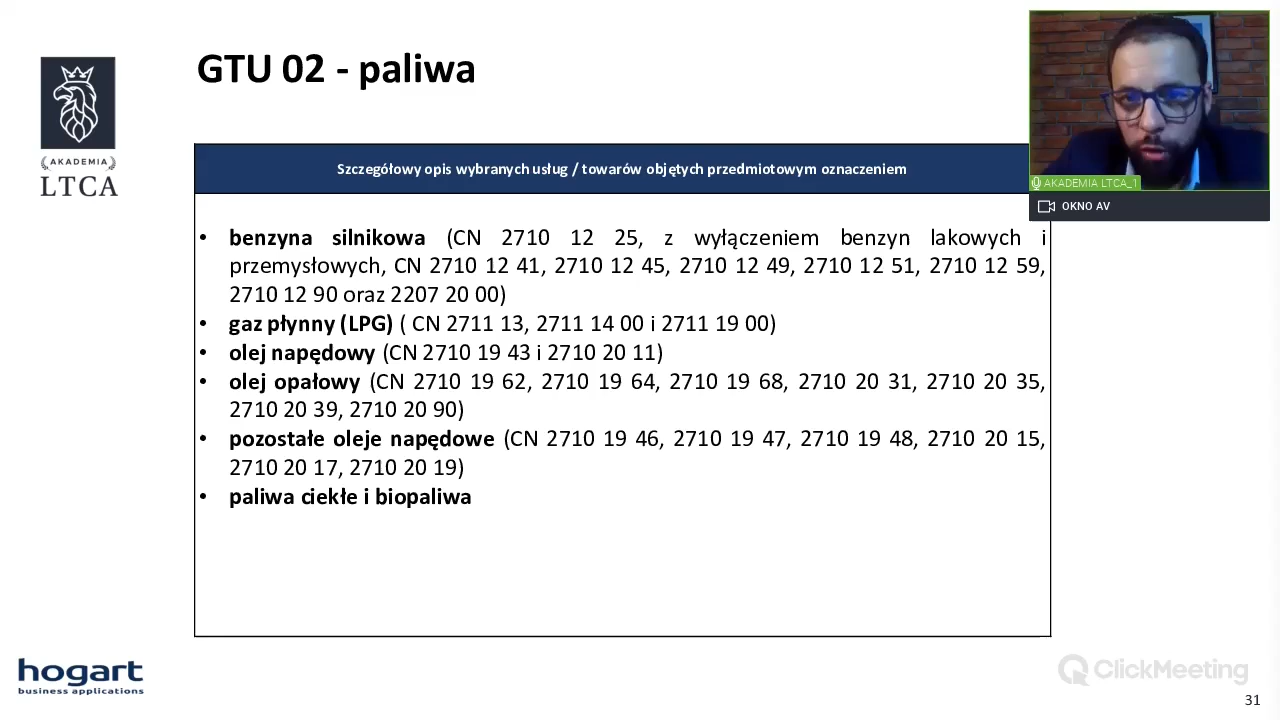 GTU 02 - paliwa
AKADEMIA
LTCA
Szczegółowy opis wybranych usług / towarów objętych przedmiotowym oznaczeniem
AKADEMIA LTCA_1
OKNO AV
• benzyna silnikowa (CN 2710 12 25, z wyłączeniem benzyn lakowych i
przemysłowych, CN 2710 12 41, 2710 12 45, 2710 12 49, 2710 12 51, 2710 12 59,
2710 12 90 oraz 2207 20 00)
• gaz płynny (LPG) ( CN 2711 13, 2711 14 00 i 2711 19 00)
• olej napędowy (CN 2710 19 43 i 2710 20 11)
• olej opałowy (CN 2710 19 62, 2710 19 64, 2710 19 68, 2710 20 31, 2710 20 35,
2710 20 39, 2710 20 90)
• pozostałe oleje napędowe (CN 2710 19 46, 2710 19 47, 2710 19 48, 2710 20 15,
2710 20 17, 2710 20 19)
• paliwa ciekłe i biopaliwa
hogart
business applications
ClickMeeting
31